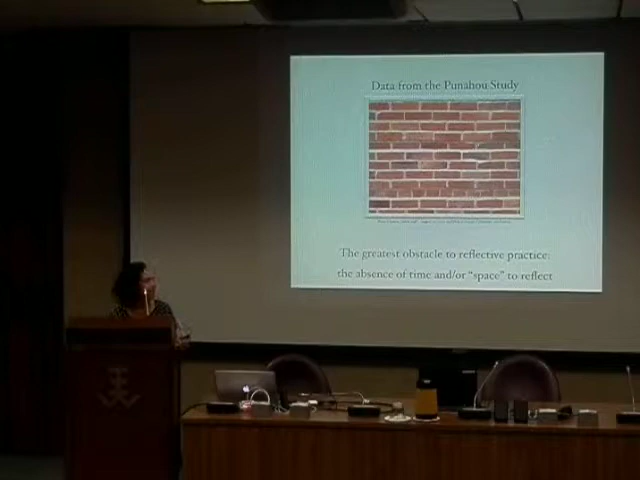 Data from the Punahou Study
The greatest obstacle to reflective practice:
the absence of time and/or “space” to reflect